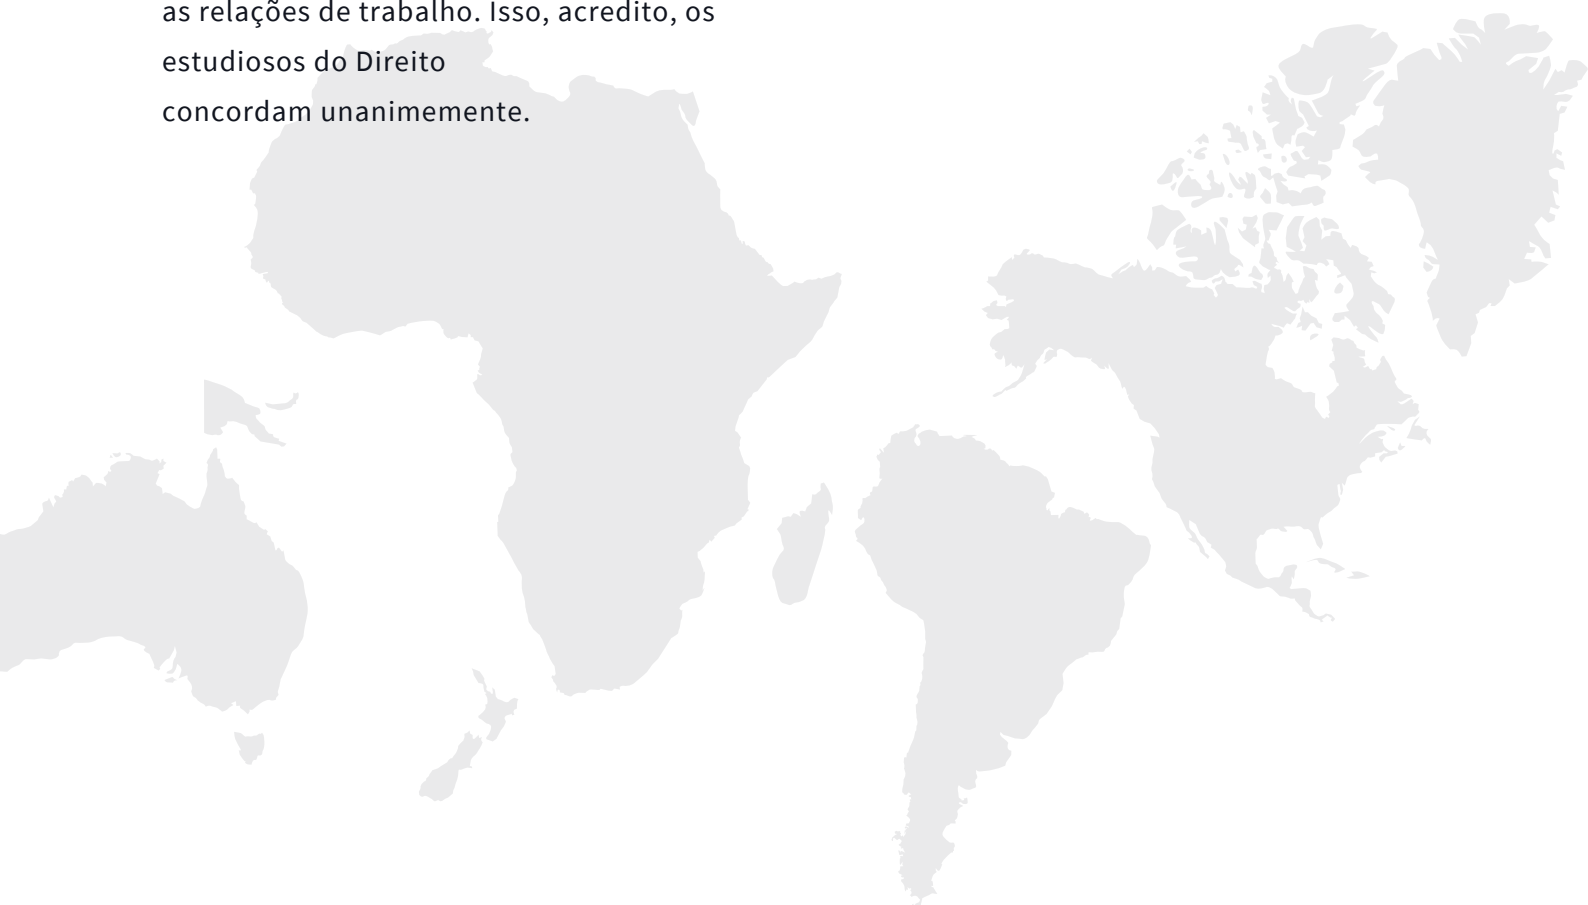 as relações de trabalho. Isso, acredito, os
estudiosos do Direito
concordam unanimemente.